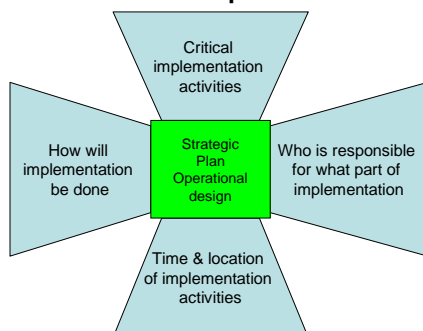 Critical
implementation
activities
How will
implementation
be done
Strategic
Plan
Operational
design
Who is responsible
for what part of
implementation
Time & location
of implementation
activities